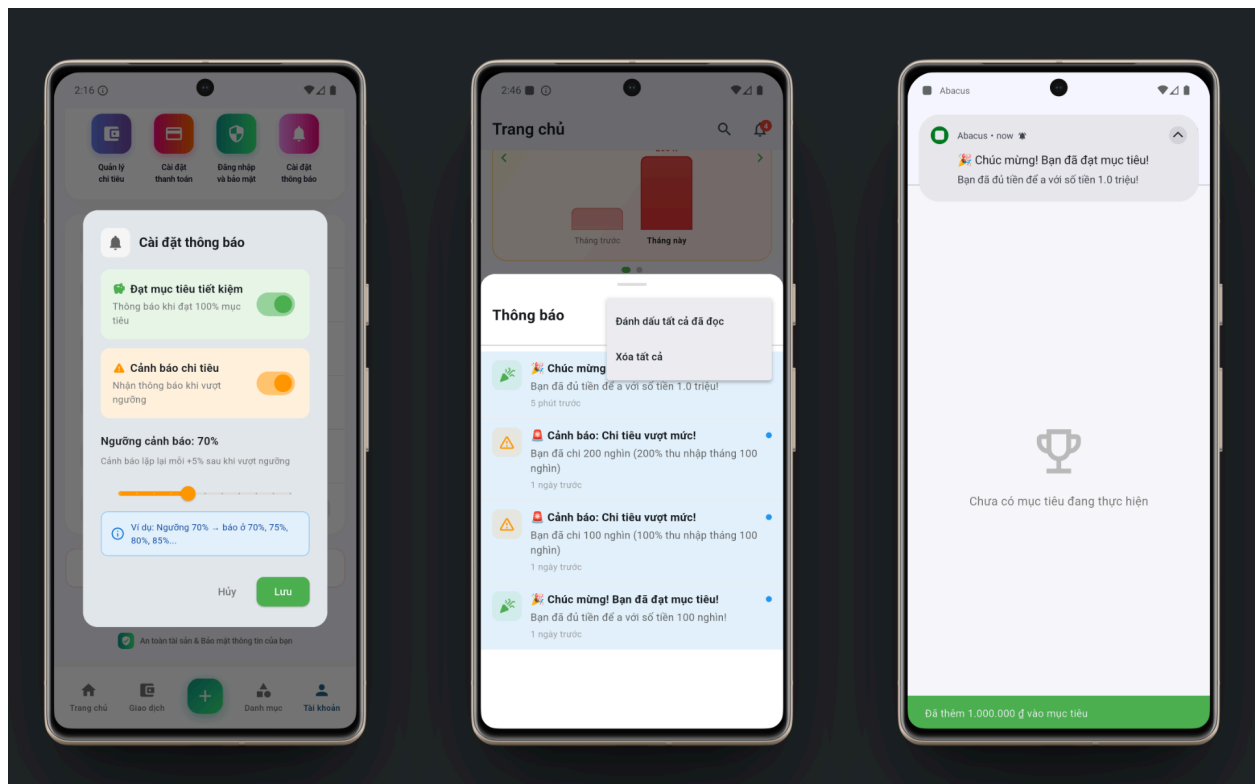 2:16
Quản lý
chi tiêu
Cài đặt
thanh toán
Đăng nhập
và bảo mật
Cài đặt
thông báo
Cài đặt thông báo
Đạt mục tiêu tiết kiệm
Thông báo khi đạt 100% mục
tiêu
Cảnh báo chi tiêu
Nhận thông báo khi vượt
ngưỡng
Ngưỡng cảnh báo: 70%
Cảnh báo lặp lại mỗi +5% sau khi vượt ngưỡng
Ví dụ: Ngưỡng 70% → báo ở 70%, 75%,
80%, 85%...
Hủy
Lưu
An toàn tài sản & Bảo mật thông tin của bạn
Trang chủ
Giao dịch
Danh mục
Tài khoản
2:46
Trang chủ
4
Tháng trước
Tháng này
Thông báo
Đánh dấu tất cả đã đọc
Xóa tất cả
🎉 Chúc mừng
Bạn đã đủ tiền để a với số tiền 1.0 triệu!
5 phút trước
🚨 Cảnh báo: Chi tiêu vượt mức!
Bạn đã chi 200 nghìn (200% thu nhập tháng 100
nghìn)
1 ngày trước
🚨 Cảnh báo: Chi tiêu vượt mức!
Bạn đã chi 100 nghìn (100% thu nhập tháng 100
nghìn)
1 ngày trước
🎉 Chúc mừng! Bạn đã đạt mục tiêu!
Bạn đã đủ tiền để a với số tiền 100 nghìn!
1 ngày trước
Abacus
Abacus • now
🎉 Chúc mừng! Bạn đã đạt mục tiêu!
Bạn đã đủ tiền để a với số tiền 1.0 triệu!
Chưa có mục tiêu đang thực hiện
Đã thêm 1.000.000 ₫ vào mục tiêu